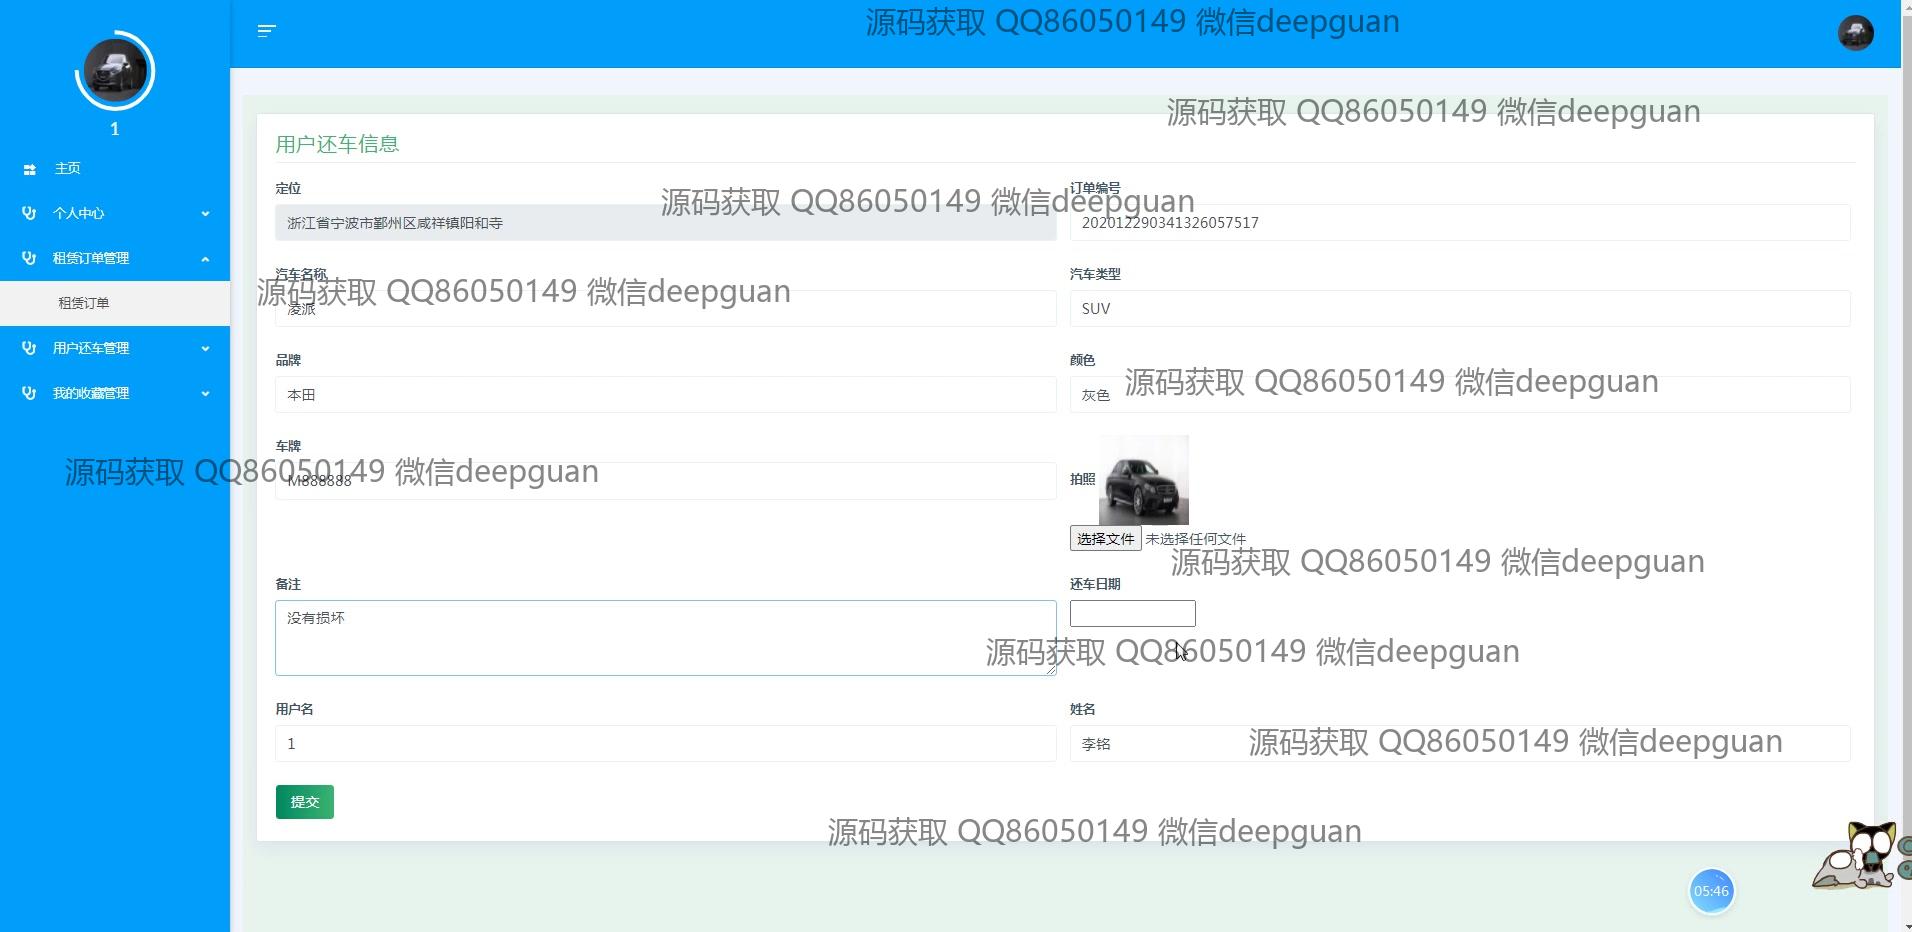 源码获取 QQ86050149 微信deepguan
1
主页
源码获取 QQ86050149 微信deepguan
用户还车信息
个人中心
定位
订单编号
源码获取 QQ86050149 微信deepguan
浙江省宁波市鄞州区咸祥镇阳和寺
202012290341326057517
租赁订单管理
汽车名称
汽车类型
源码获取 QQ86050149 微信deepguan
租赁订单
凌派
SUV
用户还车管理
品牌
颜色
源码获取 QQ86050149 微信deepguan
我的收藏管理
本田
灰色
车牌
源码获取 QQ86050149 微信deepguan
M888888
拍照
选择文件 未选择任何文件
源码获取 QQ86050149 微信deepguan
备注
还车日期
没有损坏
源码获取 QQ86050149 微信deepguan
用户名
姓名
1
李铭
源码获取 QQ86050149 微信deepguan
提交
源码获取 QQ86050149 微信deepguan
05:46